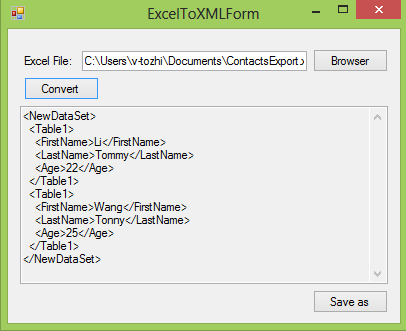 ExcelToXMLForm
Excel File: C:\Users\v-tozhi\Documents\ContactsExport.x Browser
Convert
<NewDataSet>
<Table1>
<FirstName>Li</FirstName>
<LastName>Tommy</LastName>
<Age>22</Age>
</Table1>
<Table1>
<FirstName>Wang</FirstName>
<LastName>Tonny</LastName>
<Age>25</Age>
</Table1>
</NewDataSet>
Save as